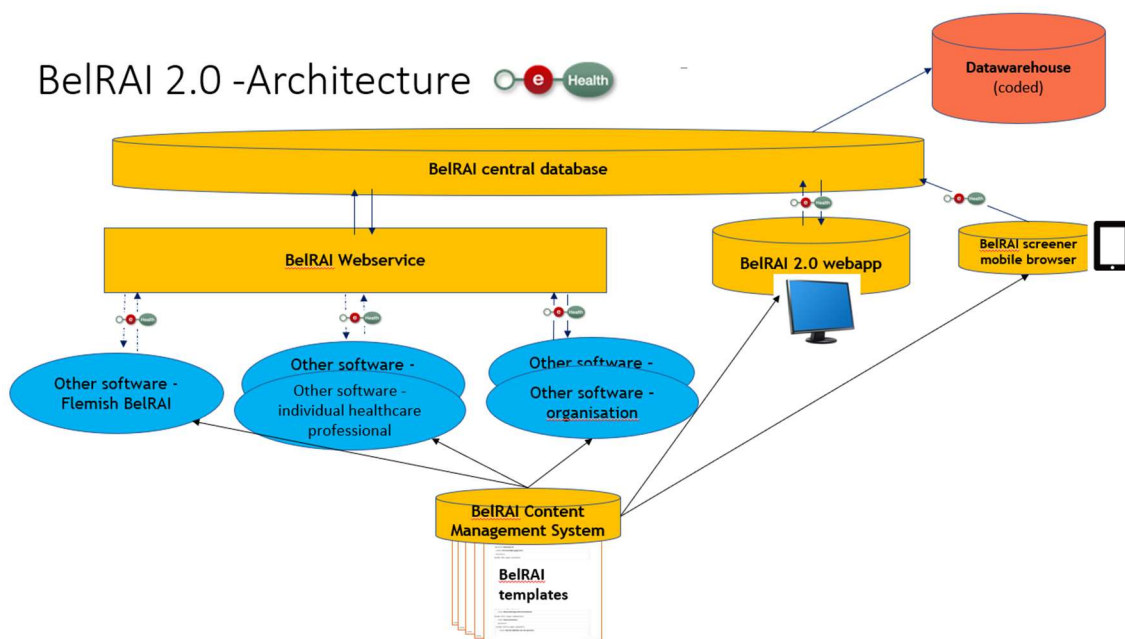 BelRAI 2.0 -Architecture
e
Health
Datawarehouse
(coded)
BelRAI central database
e
Health
e
Health
BelRAI Webservice
BelRAI 2.0 webapp
BelRAI screener
mobile browser
e
Health
e
Health
e
Health
Other software -
Flemish BelRAI
Other software -
Other software -
individual healthcare
professional
Other software -
Other software -
organisation
BelRAI Content
Management System
BelRAI
templates